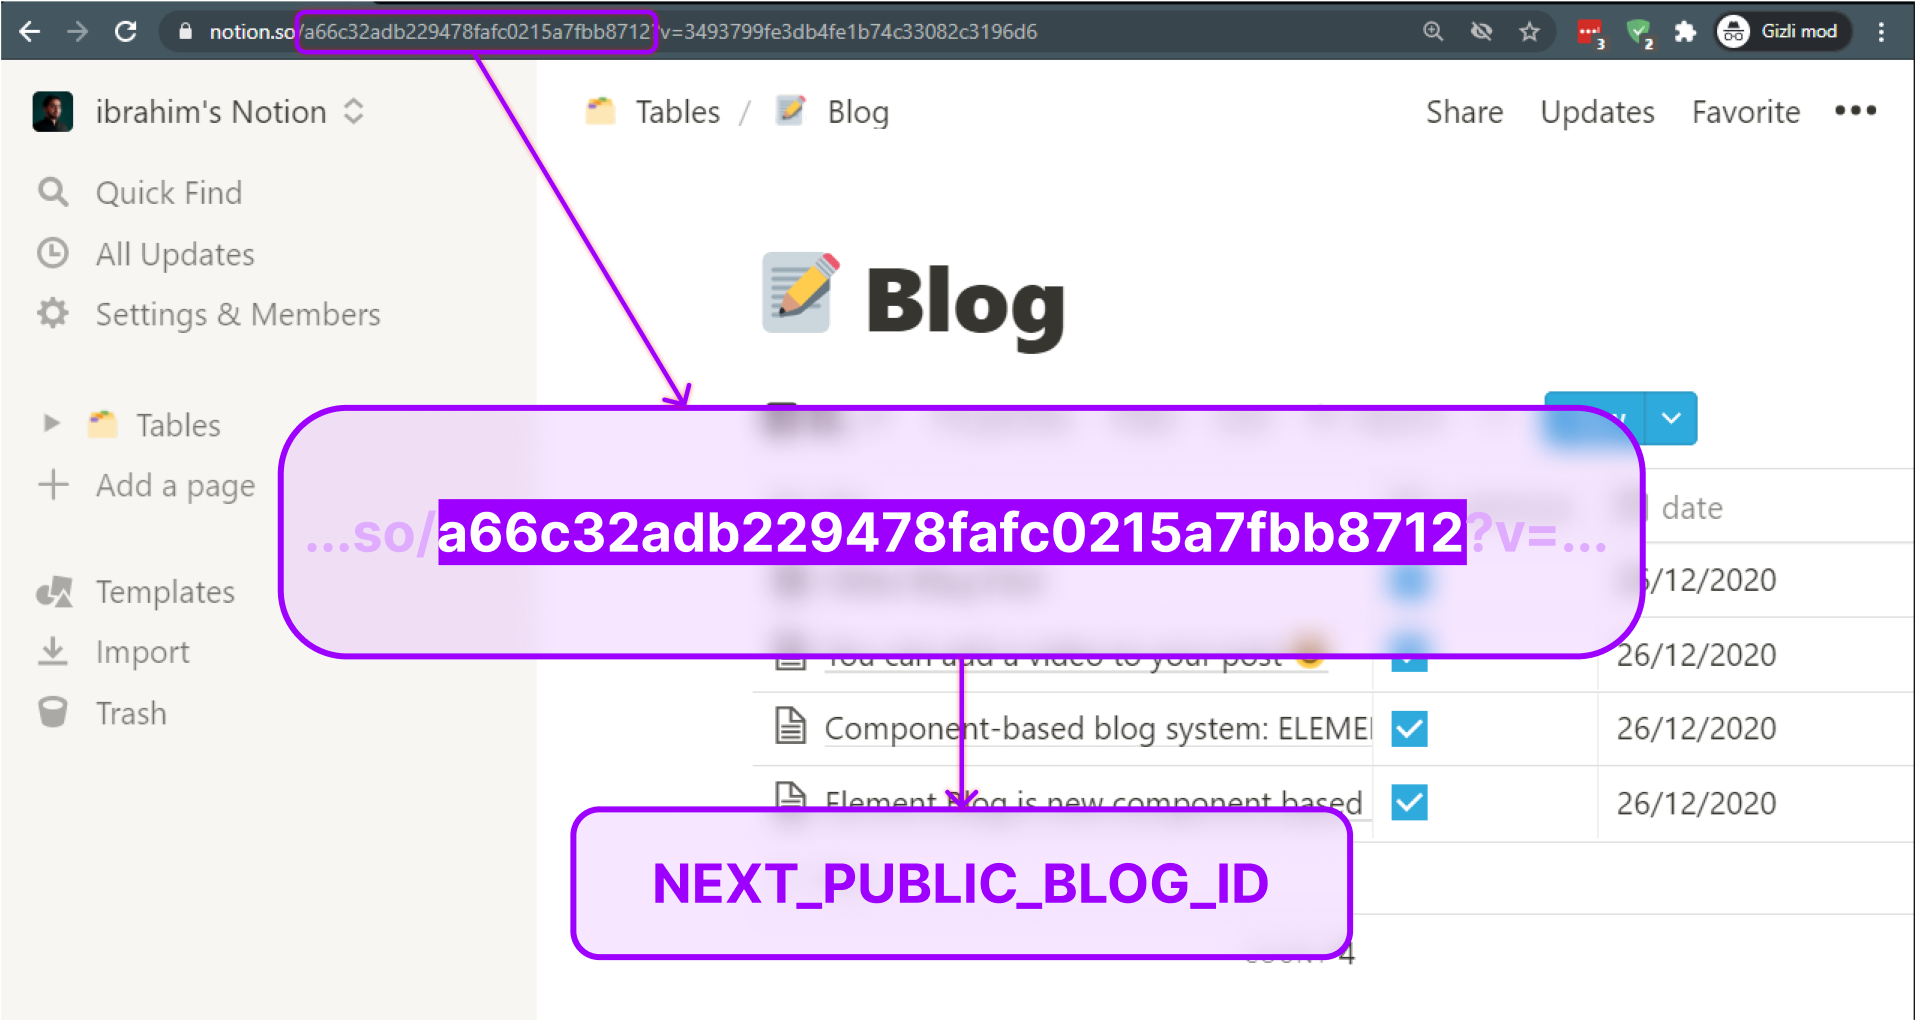 notion.so/a66c32adb229478fafc0215a7fbb8712?v=3493799fe3db4fe1b74c33082c3196d6
3
2
Gizli mod
ibrahim's Notion
Tables / Blog
Share Updates Favorite
Quick Find
All Updates
Settings & Members
Blog
Tables
Add a page
date
...so/a66c32adb229478fafc0215a7fbb8712?v=...
26/12/2020
Templates
Import
Trash
You can add a video to your post
26/12/2020
Component-based blog system: ELEME
26/12/2020
Element Blog is new component based
26/12/2020
NEXT_PUBLIC_BLOG_ID
COUNT 4